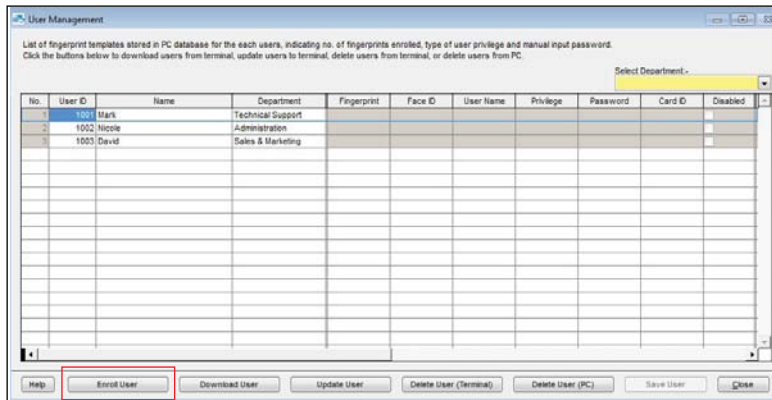 User Management
List of fingerprint templates stored in PC database for the each users, indicating no. of fingerprints enrolled, type of user privilege and manual input password.
Click the buttons below to download users from terminal, update users to terminal, delete users from terminal, or delete users from PC.
Select Department:-
No. User ID Name Department Fingerprint Face ID User Name Privilege Password Card ID Disabled
1 1001 Mark Technical Support
2 1002 Nicole Administration
3 1003 David Sales & Marketing
Help Enroll User Download User Update User Delete User (Terminal) Delete User (PC) Save User Close